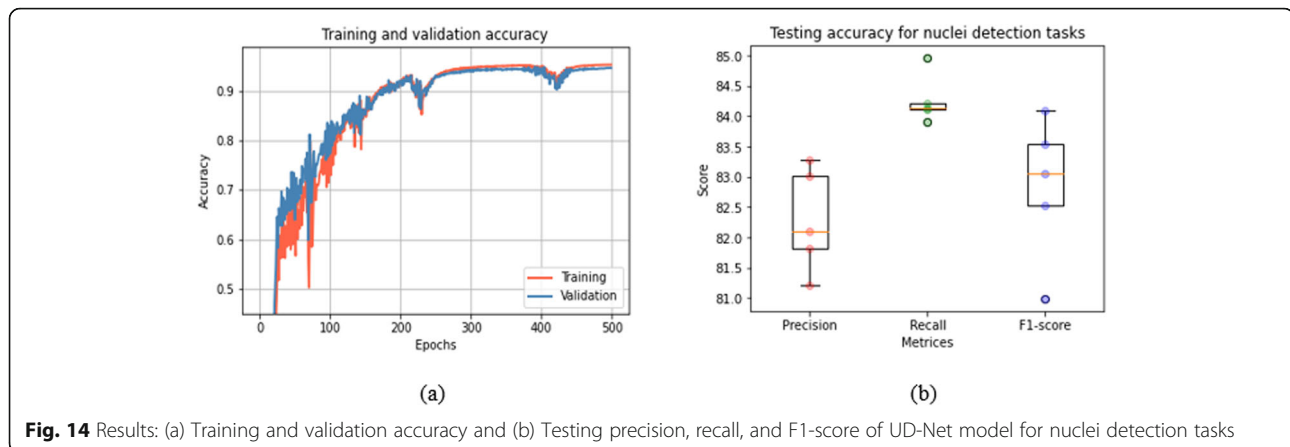 Training and validation accuracy
Accuracy
0.9
0.8
0.7
0.6
0.5
Training
Validation
0 100 200 300 400 500
Epochs
(a)
Testing accuracy for nuclei detection tasks
Score
85.0
84.5
84.0
83.5
83.0
82.5
82.0
81.5
81.0
Precision Recall F1-score
Metrices
(b)
Fig. 14 Results: (a) Training and validation accuracy and (b) Testing precision, recall, and F1-score of UD-Net model for nuclei detection tasks